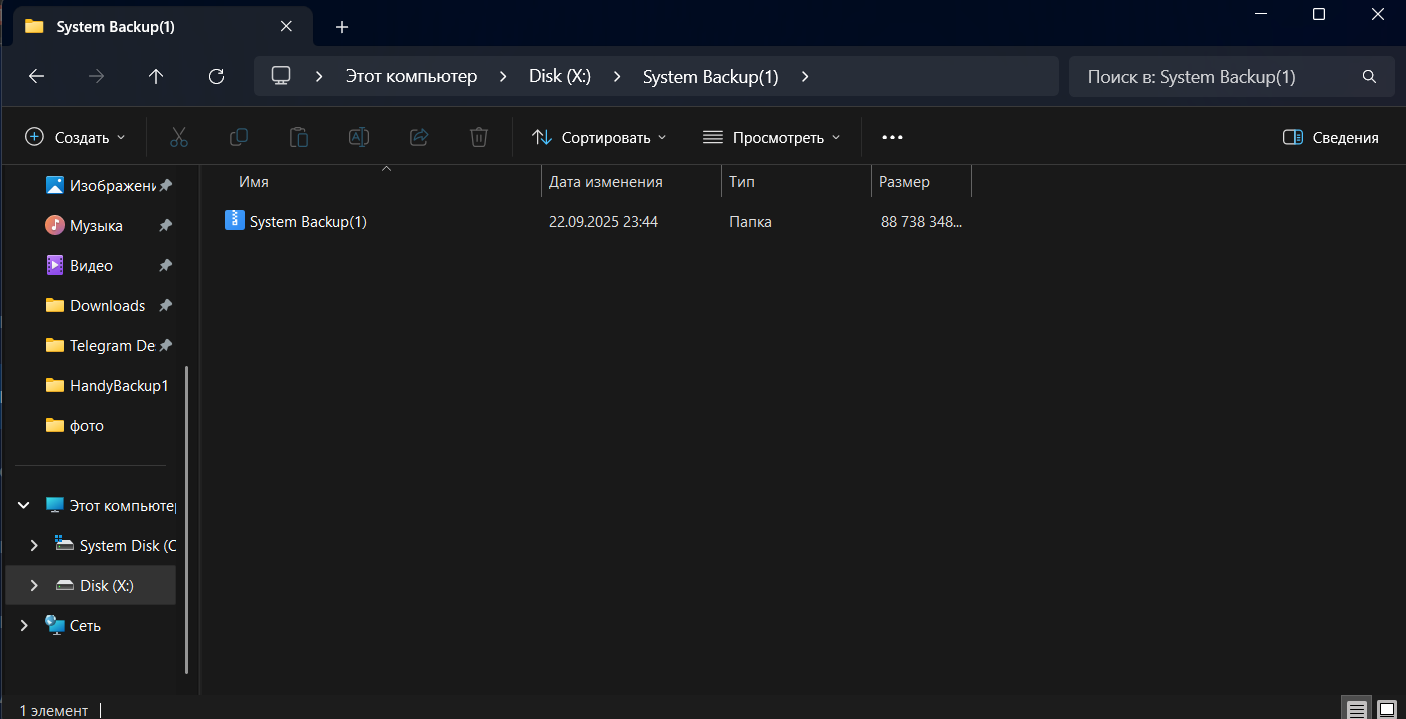 System Backup(1)
Этот компьютер
Disk (X:)
System Backup(1)
Поиск в: System Backup(1)
Создать
Сортировать
Просмотреть
Сведения
Изображени
Музыка
Видео
Downloads
Telegram De
HandyBackup1
фото
Этот компьютер
System Disk (C
Disk (X:)
Сеть
Имя
Дата изменения
Тип
Размер
System Backup(1)
22.09.2025 23:44
Папка
88 738 348...
1 элемент